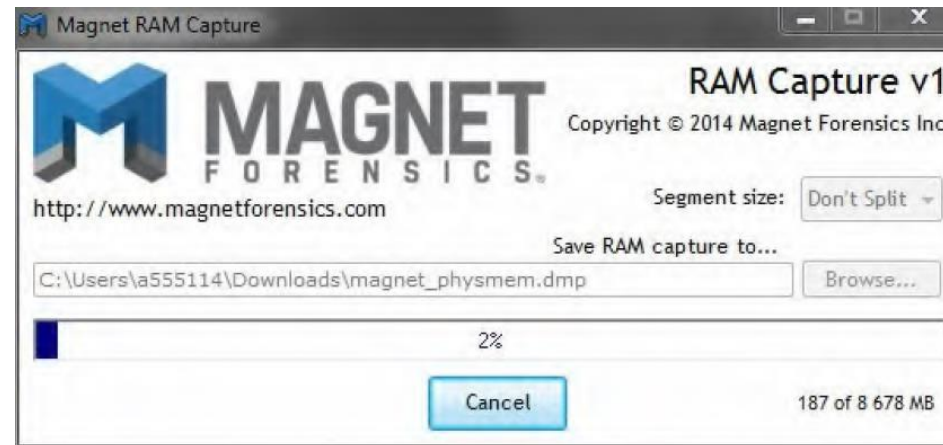 Magnet RAM Capture
MAGNET
FORENSICS®
http://www.magnetforensics.com
RAM Capture v1
Copyright © 2014 Magnet Forensics Inc
Segment size: Don't Split
Save RAM capture to...
C:\Users\a555114\Downloads\magnet_physmem.dmp Browse...
2%
Cancel
187 of 8 678 MB